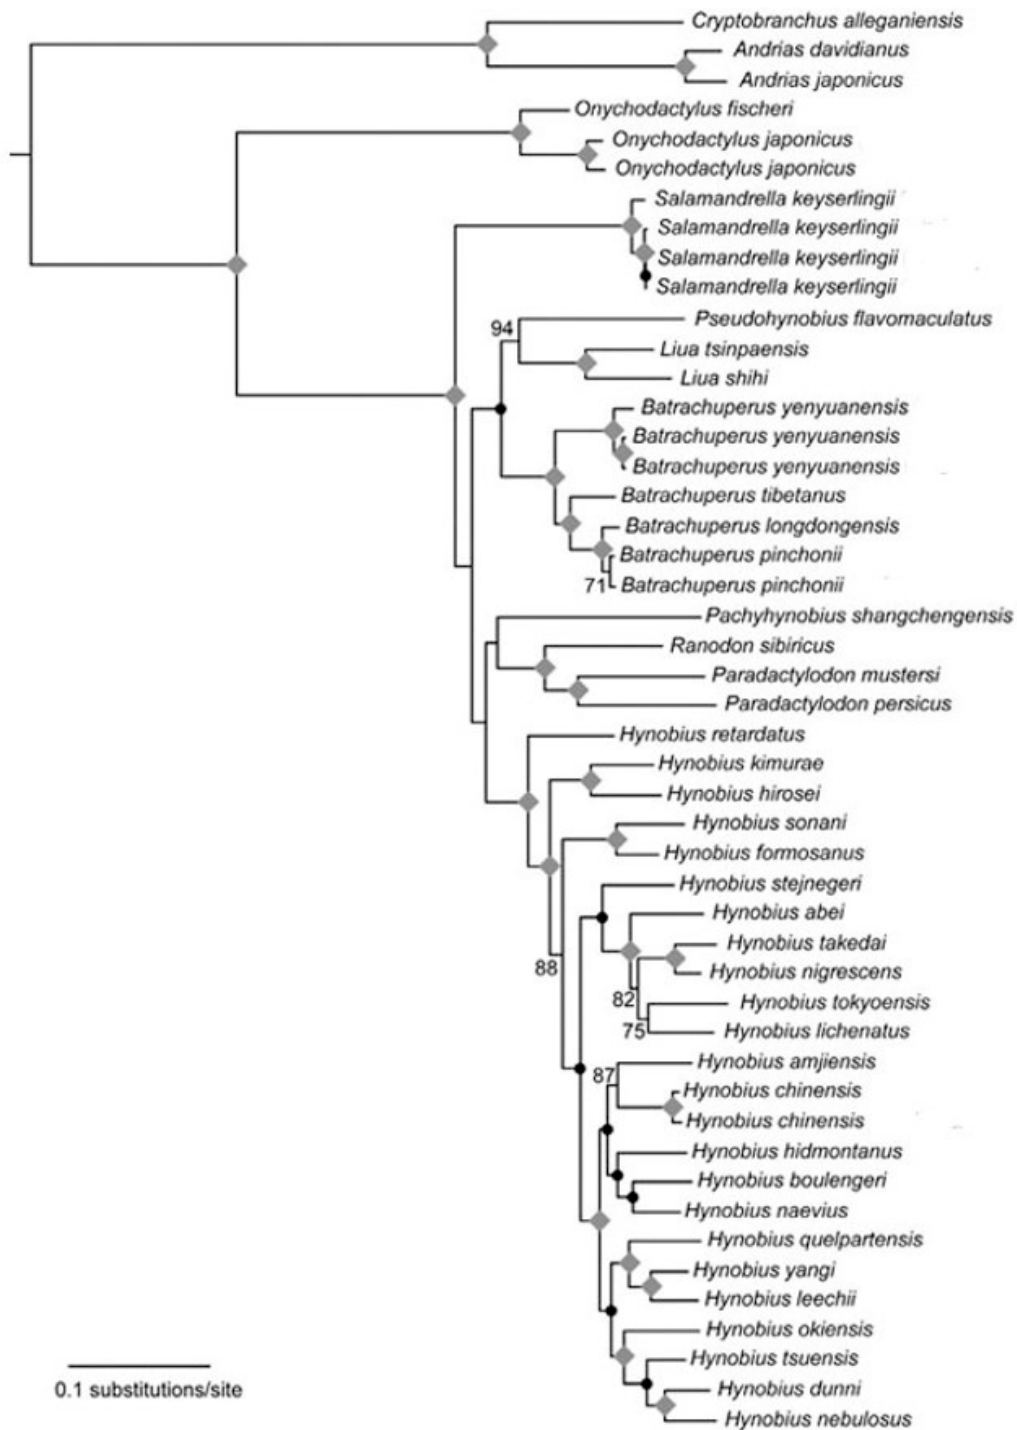 Cryptobranchus alleganiensis
Andrias davidianus
Andrias japonicus
Onychodactylus fischeri
Onychodactylus japonicus
Onychodactylus japonicus
Salamandrella keyserlingii
Salamandrella keyserlingii
Salamandrella keyserlingii
Salamandrella keyserlingii
Pseudohynobius flavomaculatus
94
Liua tsinpaensis
Liua shihi
Batrachuperus yenyuanensis
Batrachuperus yenyuanensis
Batrachuperus yenyuanensis
Batrachuperus tibetanus
Batrachuperus longdongensis
Batrachuperus pinchonii
71 Batrachuperus pinchonii
Pachyhynobius shangchengensis
Ranodon sibiricus
Paradactylodon mustersi
Paradactylodon persicus
Hynobius retardatus
Hynobius kimurae
Hynobius hirosei
Hynobius sonani
Hynobius formosanus
Hynobius stejnegeri
Hynobius abei
Hynobius takedai
88
Hynobius nigrescens
82 Hynobius tokyoensis
75 Hynobius lichenatus
Hynobius amjiensis
87
Hynobius chinensis
Hynobius chinensis
Hynobius hidmontanus
Hynobius boulengeri
Hynobius naevius
Hynobius quelpartensis
Hynobius yangi
Hynobius leechii
Hynobius okiensis
Hynobius tsuensis
Hynobius dunni
0.1 substitutions/site
Hynobius nebulosus